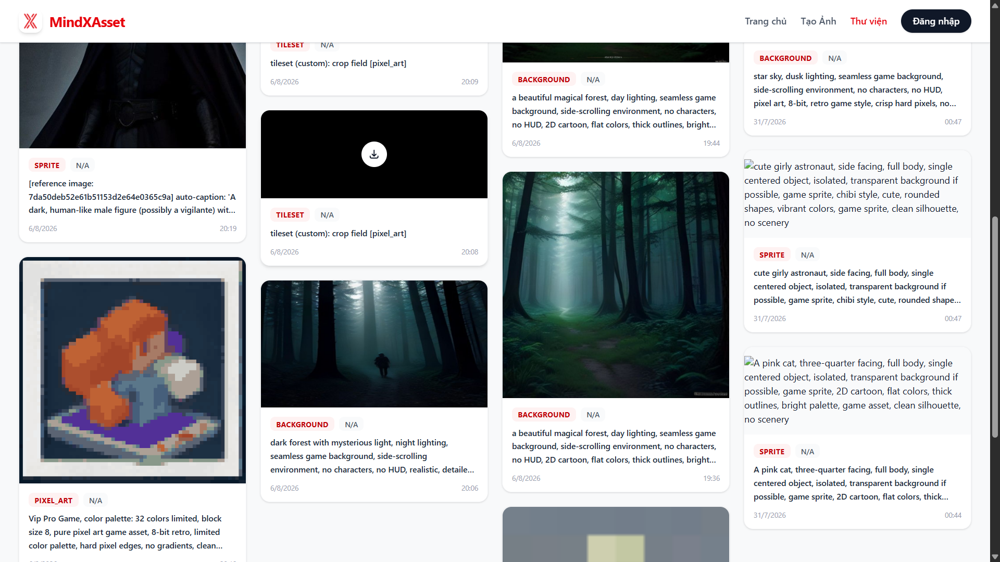 MindXAsset
Trang chủ
Tạo Ảnh
Thư viện
Đăng nhập
SPRITE
N/A
[reference image:
7da50deb52e61b51153d2e64e0365c9a] auto-caption: 'A
dark, human-like male figure (possibly a vigilante) wit...
6/8/2026
20:19
PIXEL_ART
N/A
Vip Pro Game, color palette: 32 colors limited, block
size 8, pure pixel art game asset, 8-bit retro, limited
color palette, hard pixel edges, no gradients, clean...
TILESET
N/A
tileset (custom): crop field [pixel_art]
6/8/2026
20:09
TILESET
N/A
tileset (custom): crop field [pixel_art]
6/8/2026
20:08
BACKGROUND
N/A
dark forest with mysterious light, night lighting,
seamless game background, side-scrolling
environment, no characters, no HUD, realistic, detaile...
6/8/2026
20:06
BACKGROUND
N/A
a beautiful magical forest, day lighting, seamless game
background, side-scrolling environment, no characters,
no HUD, 2D cartoon, flat colors, thick outlines, bright...
6/8/2026
19:44
BACKGROUND
N/A
a beautiful magical forest, day lighting, seamless game
background, side-scrolling environment, no characters,
no HUD, 2D cartoon, flat colors, thick outlines, bright...
6/8/2026
19:36
BACKGROUND
N/A
star sky, dusk lighting, seamless game background,
side-scrolling environment, no characters, no HUD,
pixel art, 8-bit, retro game style, crisp hard pixels, no...
31/7/2026
00:47
cute girly astronaut, side facing, full body, single
centered object, isolated, transparent background if
possible, game sprite, chibi style, cute, rounded
shapes, vibrant colors, game sprite, clean silhouette,
no scenery
SPRITE
N/A
cute girly astronaut, side facing, full body, single
centered object, isolated, transparent background if
possible, game sprite, chibi style, cute, rounded shape...
31/7/2026
00:47
A pink cat, three-quarter facing, full body, single
centered object, isolated, transparent background if
possible, game sprite, 2D cartoon, flat colors, thick
outlines, bright palette, game asset, clean silhouette,
no scenery
SPRITE
N/A
A pink cat, three-quarter facing, full body, single
centered object, isolated, transparent background if
possible, game sprite, 2D cartoon, flat colors, thick...
31/7/2026
00:44